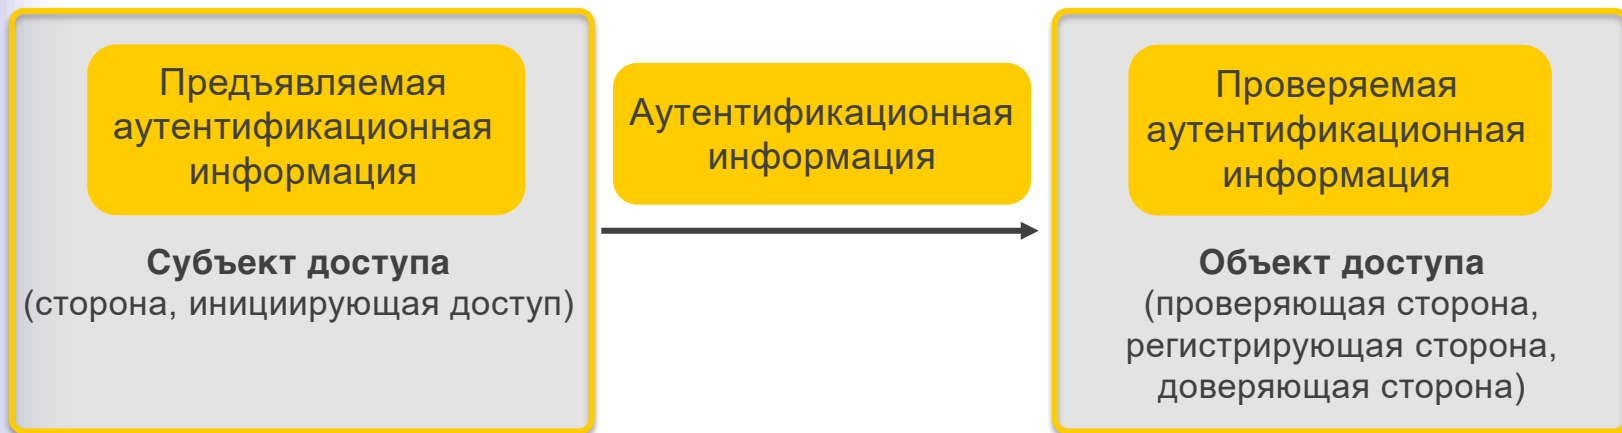 Предъявляемая
аутентификационная
информация
Субъект доступа
(сторона, инициирующая доступ)
Аутентификационная
информация
Проверяемая
аутентификационная
информация
Объект доступа
(проверяющая сторона,
регистрирующая сторона,
доверяющая сторона)